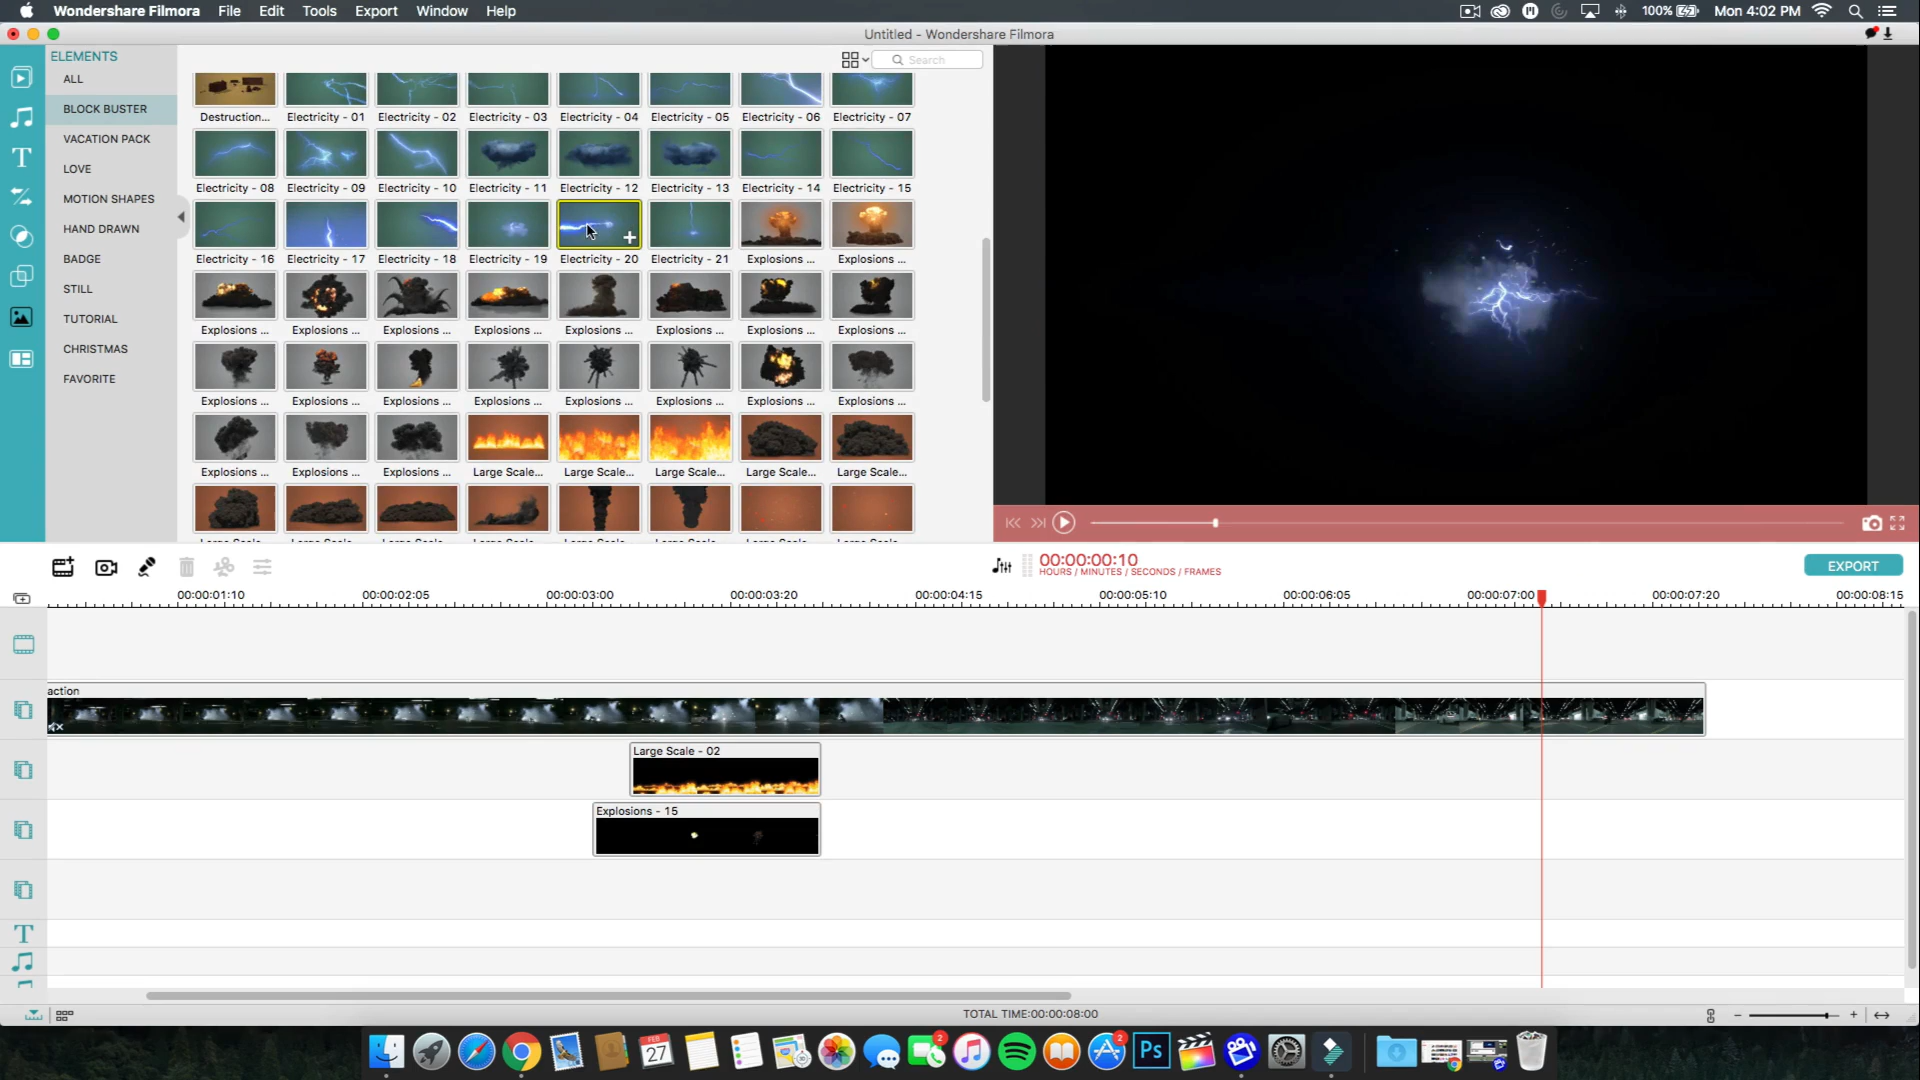 Wondershare Filmora File Edit Tools Export Window Help 100% Mon 4:02 PM
Untitled - Wondershare Filmora
ELEMENTS
ALL
BLOCK BUSTER
VACATION PACK
LOVE
MOTION SHAPES
HAND DRAWN
BADGE
STILL
TUTORIAL
CHRISTMAS
FAVORITE
Search
Destruction... Electricity - 01 Electricity - 02 Electricity - 03 Electricity - 04 Electricity - 05 Electricity - 06 Electricity - 07
Electricity - 08 Electricity - 09 Electricity - 10 Electricity - 11 Electricity - 12 Electricity - 13 Electricity - 14 Electricity - 15
Electricity - 16 Electricity - 17 Electricity - 18 Electricity - 19 Electricity - 20 Electricity - 21 Explosions ... Explosions ...
Explosions ... Explosions ... Explosions ... Explosions ... Explosions ... Explosions ... Explosions ... Explosions ...
Explosions ... Explosions ... Explosions ... Explosions ... Explosions ... Explosions ... Explosions ... Explosions ...
Explosions ... Explosions ... Explosions ... Large Scale... Large Scale... Large Scale... Large Scale... Large Scale...
00:00:00:10
HOURS / MINUTES / SECONDS / FRAMES
EXPORT
00:00:01:10 00:00:02:05 00:00:03:00 00:00:03:20 00:00:04:15 00:00:05:10 00:00:06:05 00:00:07:00 00:00:07:20 00:00:08:15
action
Large Scale - 02
Explosions - 15
TOTAL TIME:00:00:08:00
FEB
27
2
2
Ps